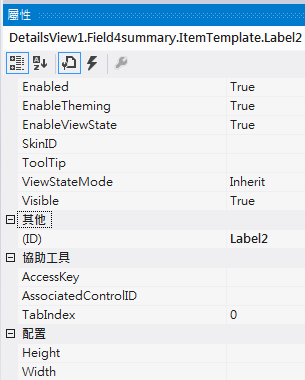 屬性
DetailsView1.Field4summary.ItemTemplate.Label2
Enabled True
EnableTheming True
EnableViewState True
SkinID
ToolTip
ViewStateMode Inherit
Visible True
其他
(ID) Label2
協助工具
AccessKey
AssociatedControlID
TabIndex 0
配置
Height
Width